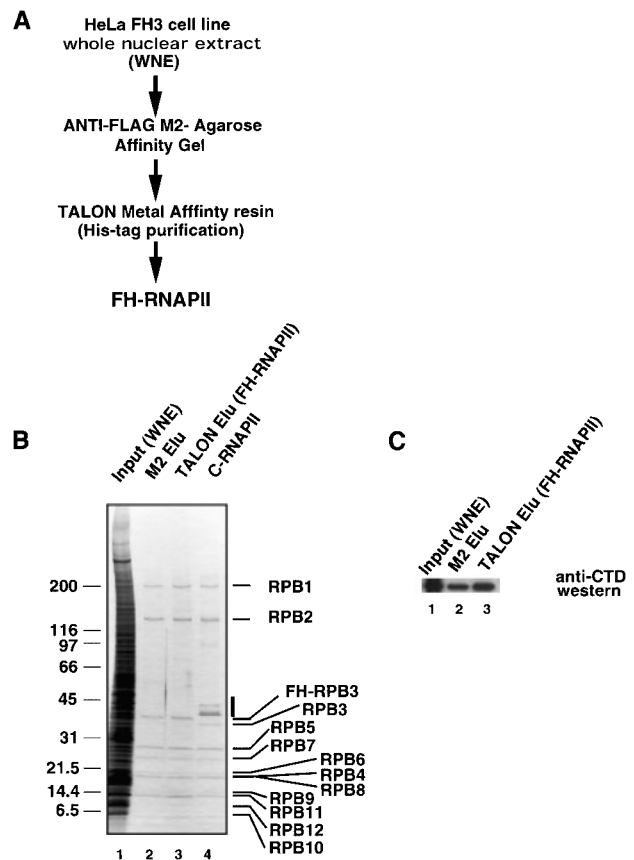 A
HeLa FH3 cell line
whole nuclear extract
(WNE)
ANTI-FLAG M2- Agarose
Affinity Gel
TALON Metal Afffinty resin
(His-tag purification)
FH-RNAPII
B
Input (WNE)
M2 Elu
TALON Elu (FH-RNAPII)
C-RNAPII
200
116
97
66
45
31
21.5
14.4
6.5
RPB1
RPB2
FH-RPB3
RPB3
RPB5
RPB7
RPB6
RPB4
RPB8
RPB9
RPB11
RPB12
RPB10
1 2 3 4
C
Input (WNE)
M2 Elu
TALON Elu (FH-RNAPII)
1 2 3
anti-CTD
western